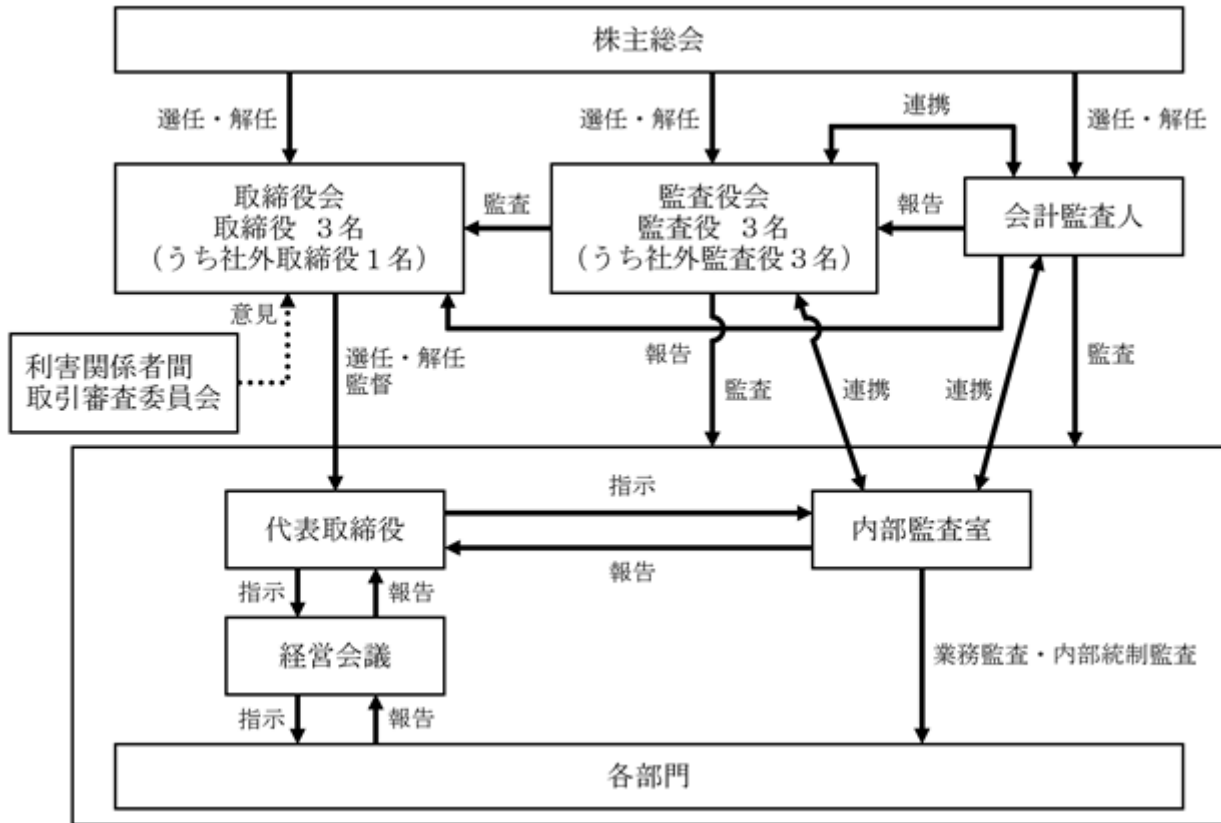 株主総会
選任・解任
選任・解任
連携
選任・解任
取締役会
取締役 3名
(うち社外取締役1名)
監査
監査役会
監査役 3名
(うち社外監査役3名)
報告
会計監査人
意見
利害関係者間
取引審査委員会
選任・解任
監督
報告
監査
連携
連携
監査
代表取締役
指示
報告
内部監査室
指示
報告
経営会議
業務監査・内部統制監査
指示
報告
各部門